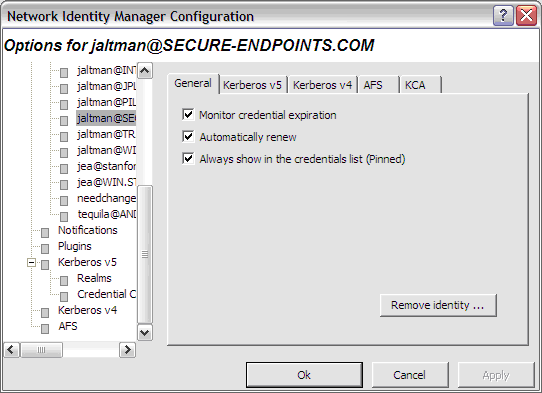 Network Identity Manager Configuration
Options for jaltman@SECURE-ENDPOINTS.COM
jaltman@INT
jaltman@JPL
jaltman@PIL
jaltman@SEC
jaltman@TR
jaltman@WI
jea@stanfor
jea@WIN.ST
needchange
tequila@AND
Notifications
Plugins
Kerberos v5
Realms
Credential C
Kerberos v4
AFS
General Kerberos v5 Kerberos v4 AFS KCA
Monitor credential expiration
Automatically renew
Always show in the credentials list (Pinned)
Remove identity ...
Ok Cancel Apply